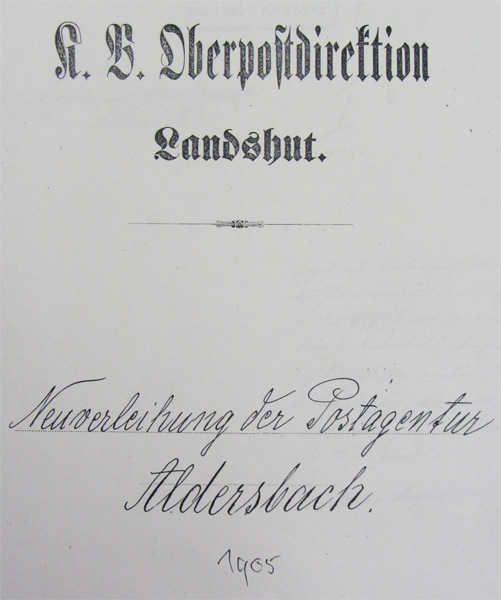 K. B. Oberpostdirektion
Landshut.
Neuverleihung der Postagentur
Aldersbach.
1905